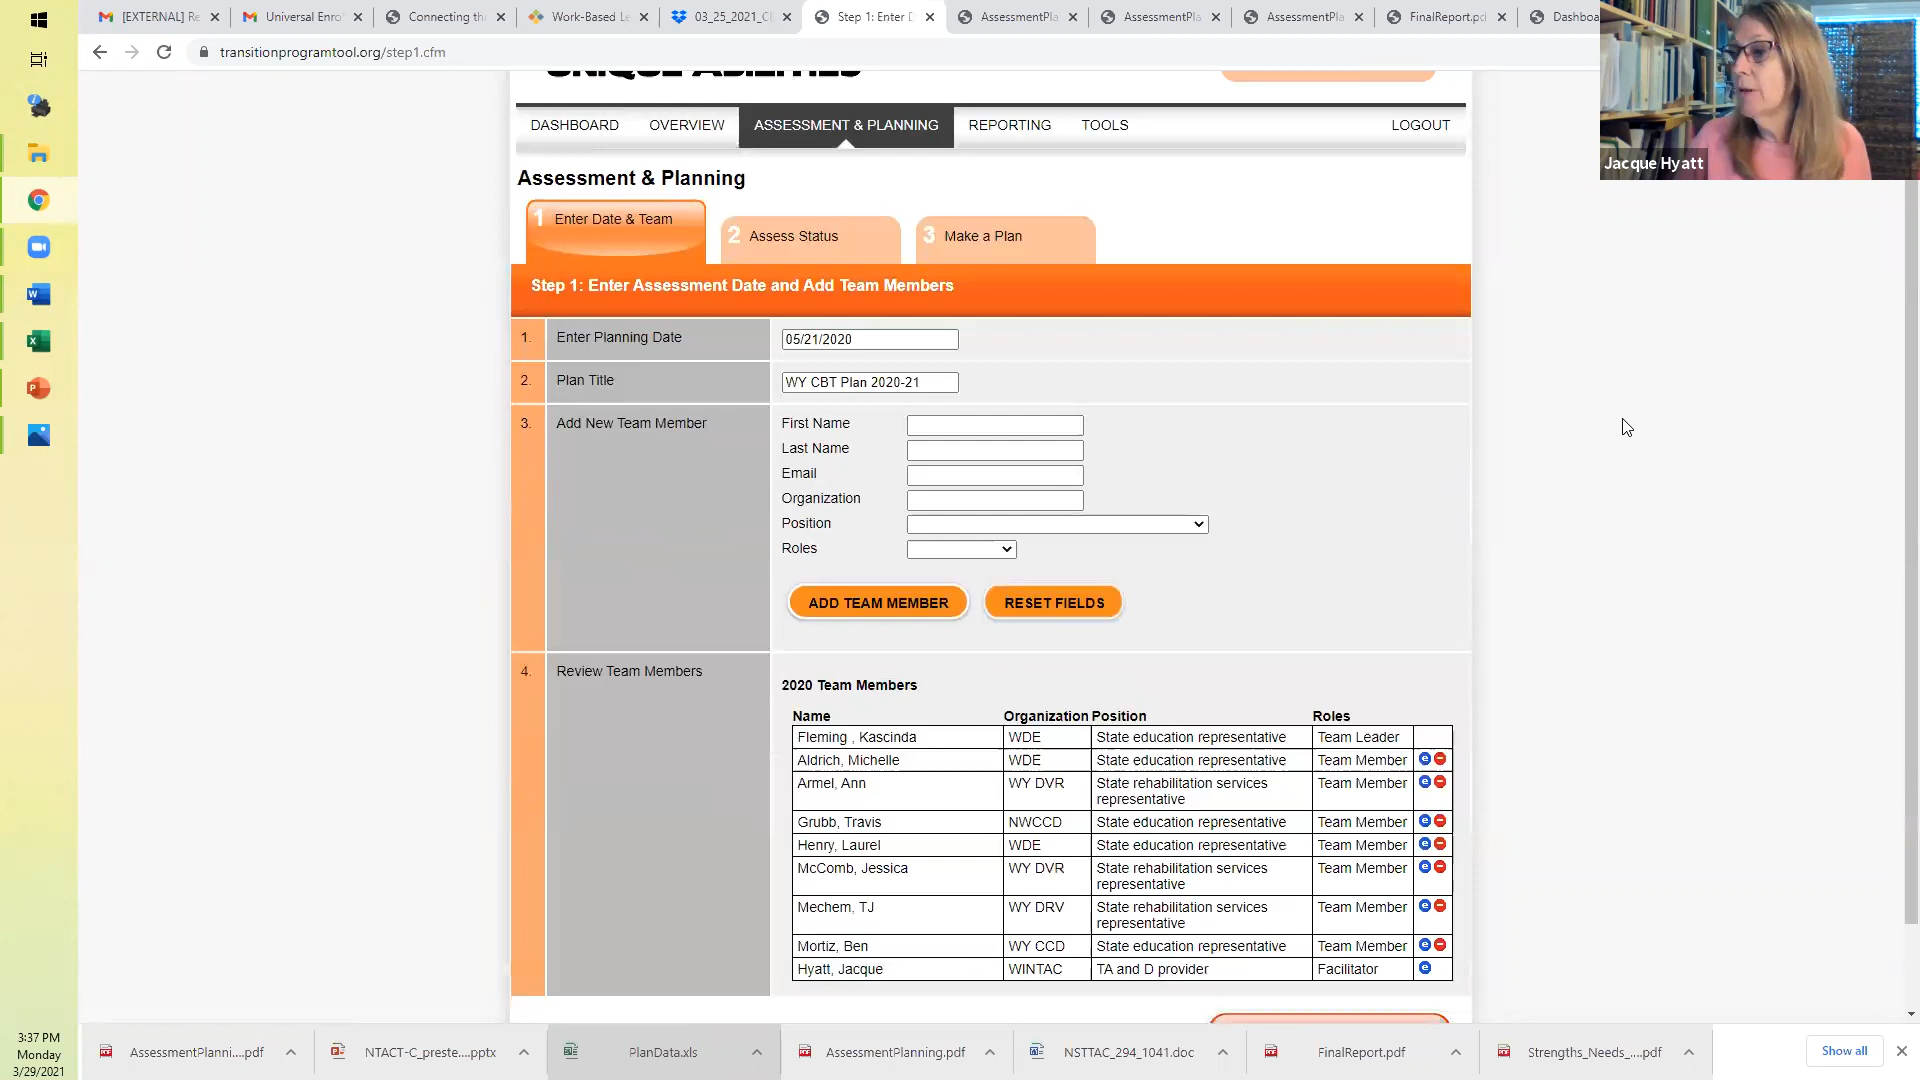 [EXTERNAL] Re
Universal Enro
Connecting the
Work-Based Le
03_25_2021_Cl
Step 1: Enter D
AssessmentPla
AssessmentPla
AssessmentPla
FinalReport.pdf
Dashboa
transitionprogramtool.org/step1.cfm
UNIQUE ABILITIES
DASHBOARD OVERVIEW ASSESSMENT & PLANNING REPORTING TOOLS LOGOUT
Jacque Hyatt
Assessment & Planning
1 Enter Date & Team
2 Assess Status
3 Make a Plan
Step 1: Enter Assessment Date and Add Team Members
1. Enter Planning Date 05/21/2020
2. Plan Title WY CBT Plan 2020-21
3. Add New Team Member First Name
Last Name
Email
Organization
Position
Roles
ADD TEAM MEMBER RESET FIELDS
4. Review Team Members
2020 Team Members
Name Organization Position Roles
Fleming , Kascinda WDE State education representative Team Leader
Aldrich, Michelle WDE State education representative Team Member
Armel, Ann WY DVR State rehabilitation services representative Team Member
Grubb, Travis NWCCD State education representative Team Member
Henry, Laurel WDE State education representative Team Member
McComb, Jessica WY DVR State rehabilitation services representative Team Member
Mechem, TJ WY DRV State rehabilitation services representative Team Member
Mortiz, Ben WY CCD State education representative Team Member
Hyatt, Jacque WINTAC TA and D provider Facilitator
3:37 PM
Monday
3/29/2021
AssessmentPlanni....pdf
NTACT-C_preste....pptx
PlanData.xls
AssessmentPlanning.pdf
NSTTAC_294_1041.doc
FinalReport.pdf
Strengths_Needs_....pdf
Show all